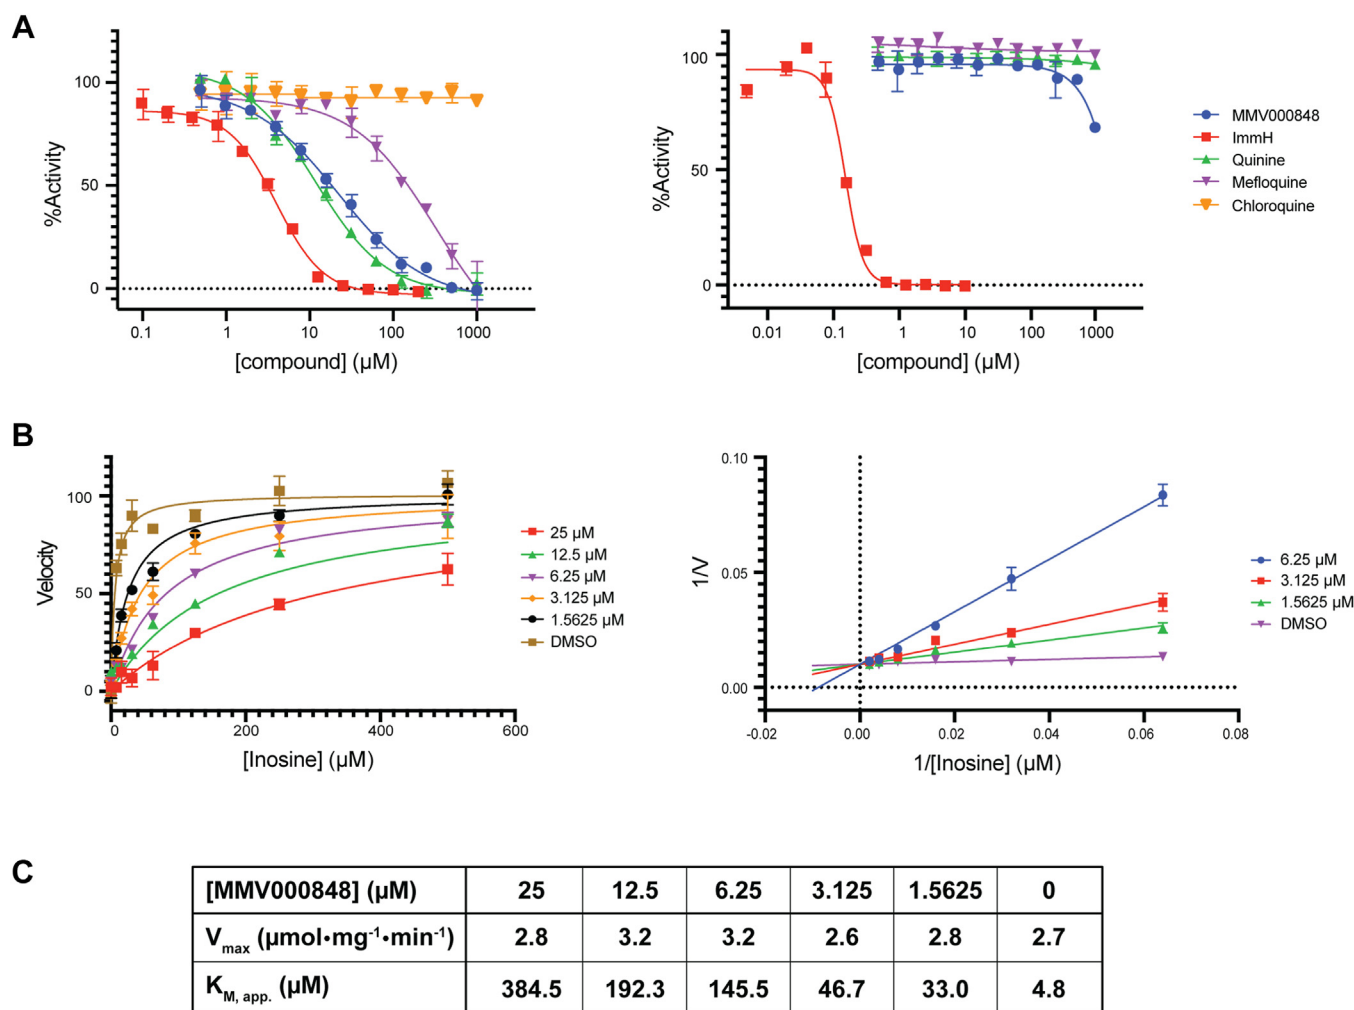 A
%Activity
100
50
0
0.1 1 10 100 1000
[compound] (µM)
%Activity
100
50
0
0.01 0.1 1 10 100 1000
[compound] (µM)
MMV000848
ImmH
Quinine
Mefloquine
Chloroquine
B
Velocity
100
50
0
0 200 400 600
[Inosine] (µM)
25 µM
12.5 µM
6.25 µM
3.125 µM
1.5625 µM
DMSO
1/V
0.10
0.05
0.00
-0.02 0.00 0.02 0.04 0.06 0.08
1/[Inosine] (µM)
6.25 µM
3.125 µM
1.5625 µM
DMSO
C
[MMV000848] (µM) 25 12.5 6.25 3.125 1.5625 0
Vmax (µmol•mg⁻¹•min⁻¹) 2.8 3.2 3.2 2.6 2.8 2.7
KM, app. (µM) 384.5 192.3 145.5 46.7 33.0 4.8